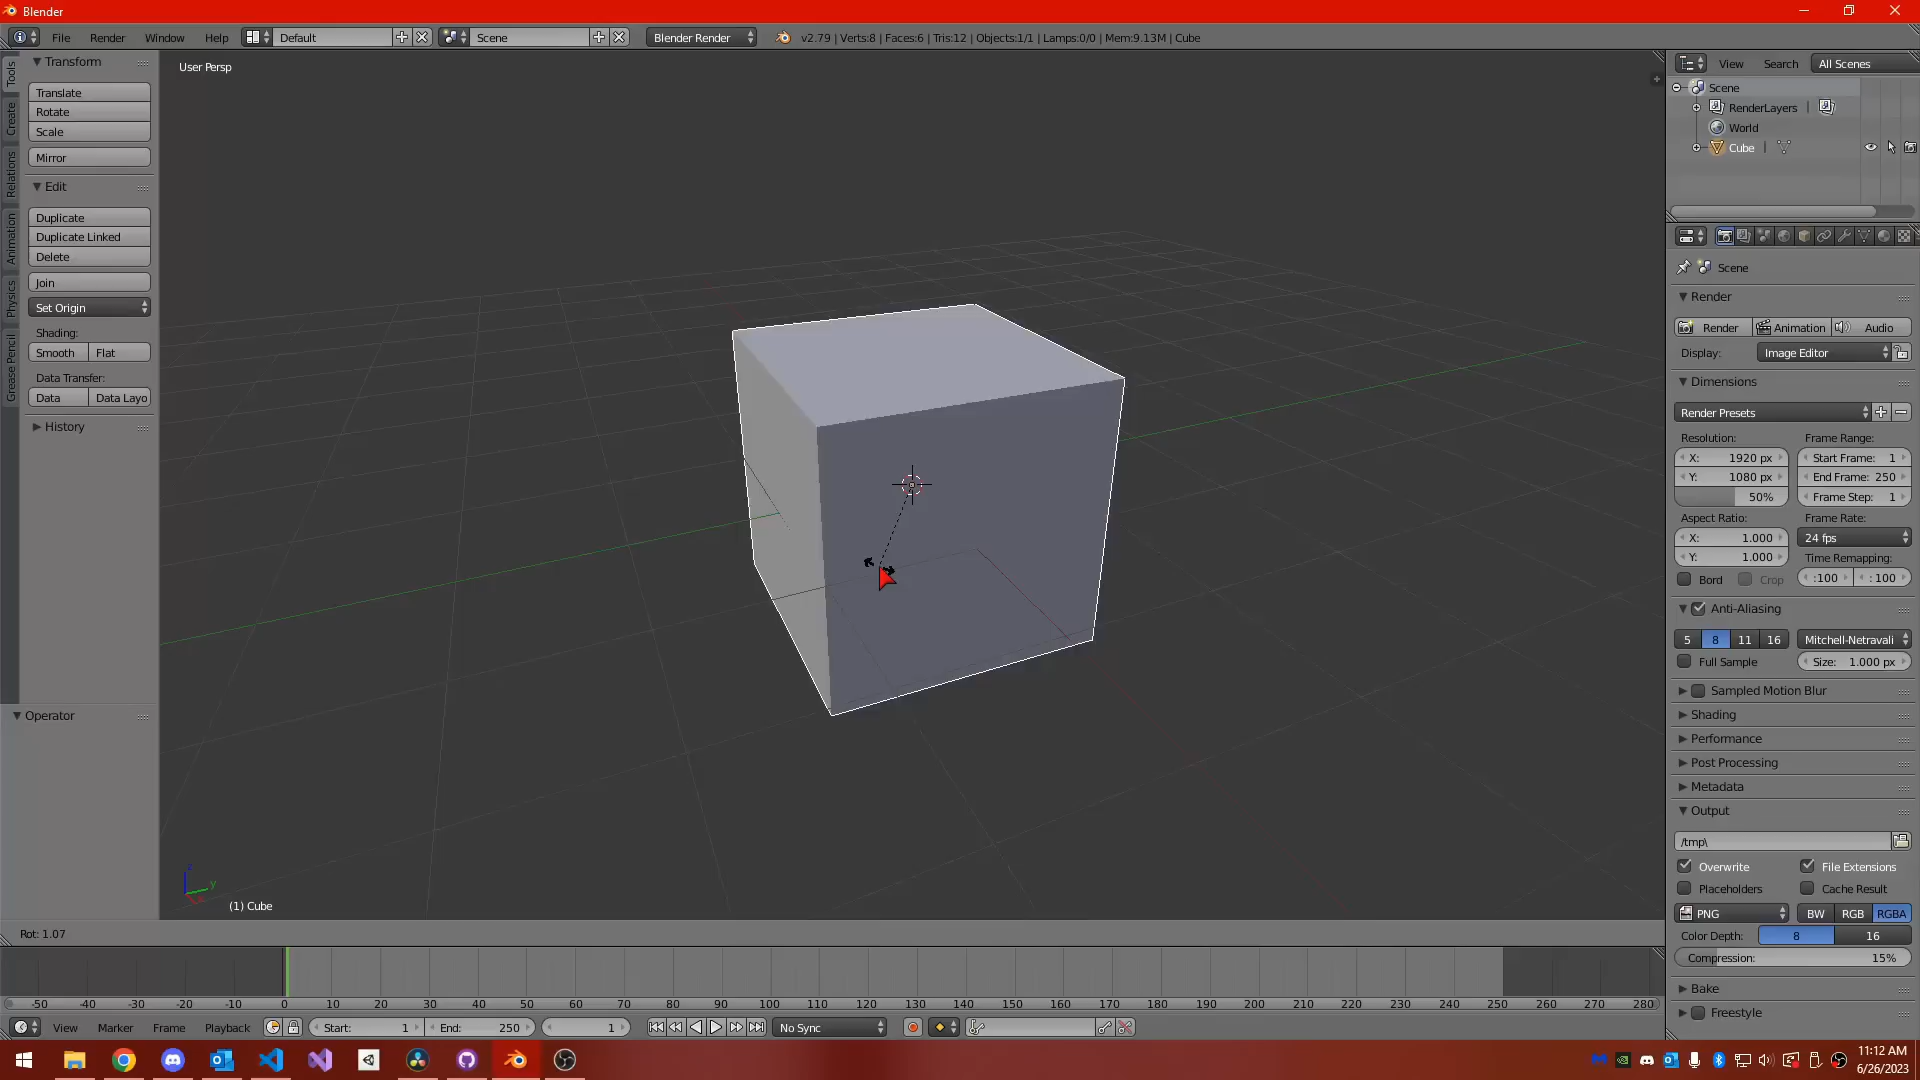 Blender
File Render Window Help Default Scene Blender Render v2.79 | Verts:8 | Faces:6 | Tris:12 | Objects:1/1 | Lamps:0/0 | Mem:9.13M | Cube
Tools
Create
Relations
Animation
Physics
Grease Pencil
Transform
Translate
Rotate
Scale
Mirror
Edit
Duplicate
Duplicate Linked
Delete
Join
Set Origin
Shading:
Smooth Flat
Data Transfer:
Data Data Layo
History
Operator
User Persp
z
y
x
(1) Cube
Rot: 1.07
View Search All Scenes
Scene
RenderLayers |
World
Cube |
Scene
Render
Render Animation Audio
Display: Image Editor
Dimensions
Render Presets
Resolution: Frame Range:
X: 1920 px Start Frame: 1
Y: 1080 px End Frame: 250
50% Frame Step: 1
Aspect Ratio: Frame Rate:
X: 1.000 24 fps
Y: 1.000 Time Remapping:
Bord Crop :100 : 100
Anti-Aliasing
5 8 11 16 Mitchell-Netravali
Full Sample Size: 1.000 px
Sampled Motion Blur
Shading
Performance
Post Processing
Metadata
Output
/tmp\
Overwrite File Extensions
Placeholders Cache Result
PNG BW RGB RGBA
Color Depth: 8 16
Compression: 15%
Bake
Freestyle
-50 -40 -30 -20 -10 0 10 20 30 40 50 60 70 80 90 100 110 120 130 140 150 160 170 180 190 200 210 220 230 240 250 260 270 280
View Marker Frame Playback Start: 1 End: 250 1 No Sync
11:12 AM
6/26/2023